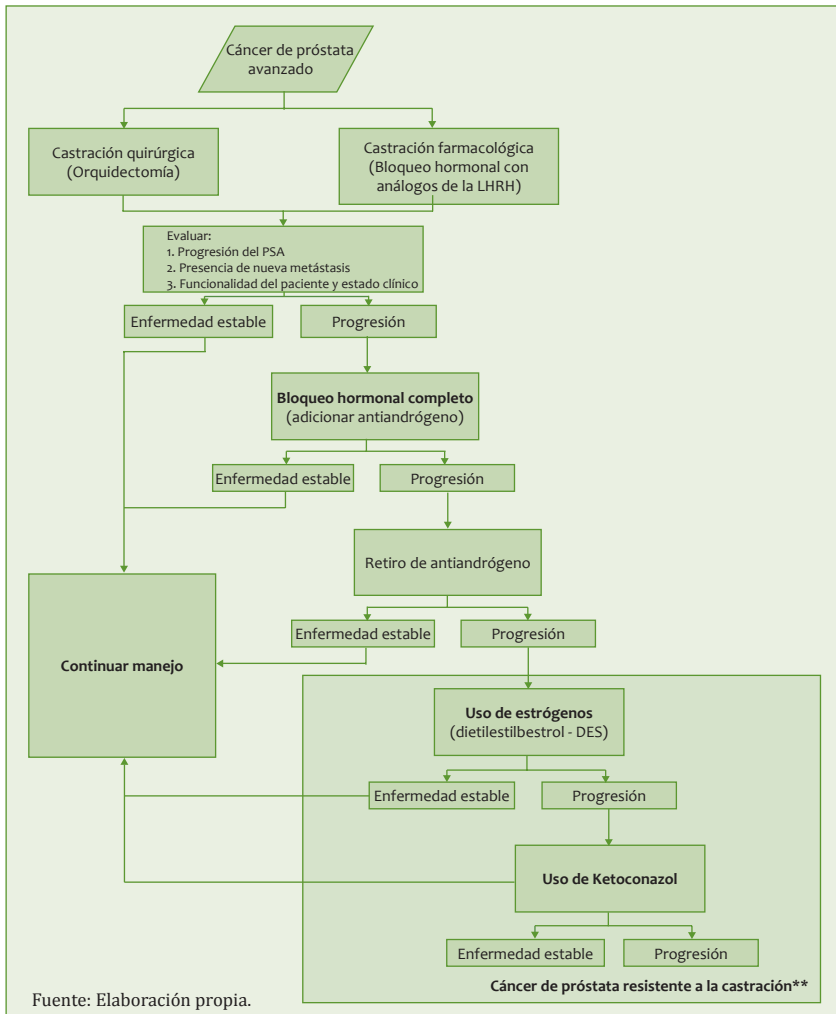 Cáncer de próstata
avanzado
Castración quirúrgica
(Orquidectomía)
Castración farmacológica
(Bloqueo hormonal con
análogos de la LHRH)
Evaluar:
1. Progresión del PSA
2. Presencia de nueva metástasis
3. Funcionalidad del paciente y estado clínico
Enfermedad estable
Progresión
Bloqueo hormonal completo
(adicionar antiandrógeno)
Enfermedad estable
Progresión
Retiro de antiandrógeno
Enfermedad estable
Progresión
Continuar manejo
Uso de estrógenos
(dietilestilbestrol - DES)
Enfermedad estable
Progresión
Uso de Ketoconazol
Enfermedad estable
Progresión
Cáncer de próstata resistente a la castración**
Fuente: Elaboración propia.